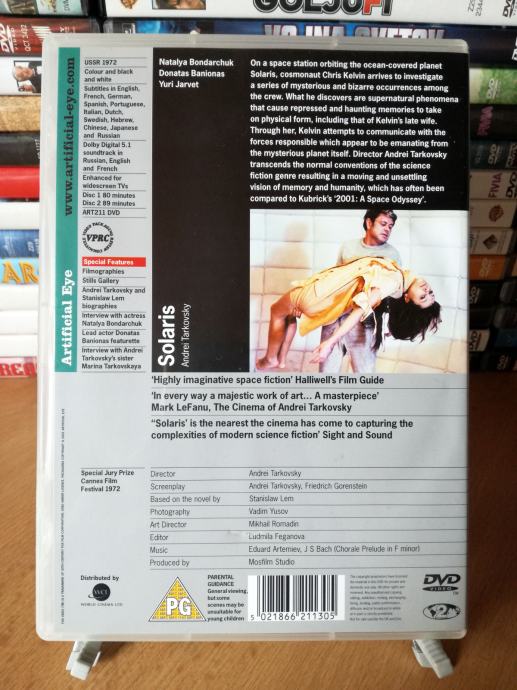 www.artificial-eye.com
Artificial Eye
USSR 1972
Colour and black
and white
Subtitles in English,
French, German,
Spanish, Portuguese,
Italian, Dutch,
Swedish, Hebrew,
Chinese, Japanese
and Russian
Dolby Digital 5.1
soundtrack in
Russian, English
and French
Enhanced for
widescreen TVs
Disc 1 80 minutes
Disc 2 89 minutes
ART211 DVD
VPRC
Special Features
Filmographies
Stills Gallery
Andrei Tarkovsky and
Stanislaw Lem
biographies
Interview with actress
Natalya Bondarchuk
Lead actor Donatas
Banionas featurette
Interview with Andrei
Tarkovsky's sister
Marina Tarkovskaya
Natalya Bondarchuk
Donatas Banionas
Yuri Jarvet
On a space station orbiting the ocean-covered planet
Solaris, cosmonaut Chris Kelvin arrives to investigate
a series of mysterious and bizarre occurrences among
the crew. What he discovers are supernatural phenomena
that cause repressed and haunting memories to take
on physical form, including that of Kelvin's late wife.
Through her, Kelvin attempts to communicate with the
forces responsible which appear to be emanating from
the mysterious planet itself. Director Andrei Tarkovsky
transcends the normal conventions of the science
fiction genre resulting in a moving and unsettling
vision of memory and humanity, which has often been
compared to Kubrick's '2001: A Space Odyssey'.
Solaris
Andrei Tarkovsky
'Highly imaginative space fiction' Halliwell's Film Guide
'In every way a majestic work of art... A masterpiece'
Mark LeFanu, The Cinema of Andrei Tarkovsky
"Solaris' is the nearest the cinema has come to capturing the
complexities of modern science fiction' Sight and Sound
Special Jury Prize
Cannes Film
Festival 1972
Director Andrei Tarkovsky
Screenplay Andrei Tarkovsky, Friedrich Gorenstein
Based on the novel by Stanislaw Lem
Photography Vadim Yusov
Art Director Mikhail Romadin
Editor Ludmila Feganova
Music Eduard Artemiev, J S Bach (Chorale Prelude in F minor)
Produced by Mosfilm Studio
Distributed by
wct
WORLD CINEMA LTD
PG
PARENTAL
GUIDANCE
General viewing,
but some
scenes may be
unsuitable for
young children
5 021866 211305
DVD
VIDEO
2